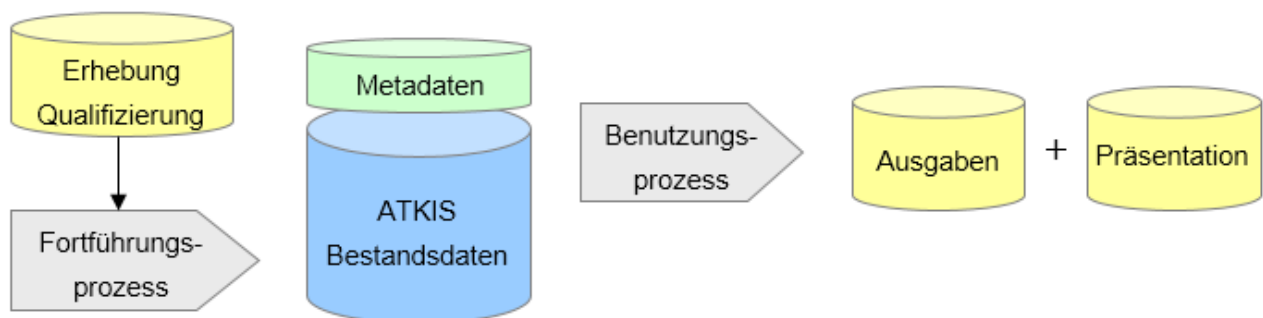 Erhebung
Qualifizierung
Fortführungs-
prozess
Metadaten
ATKIS
Bestandsdaten
Benutzungs-
prozess
Ausgaben
+
Präsentation